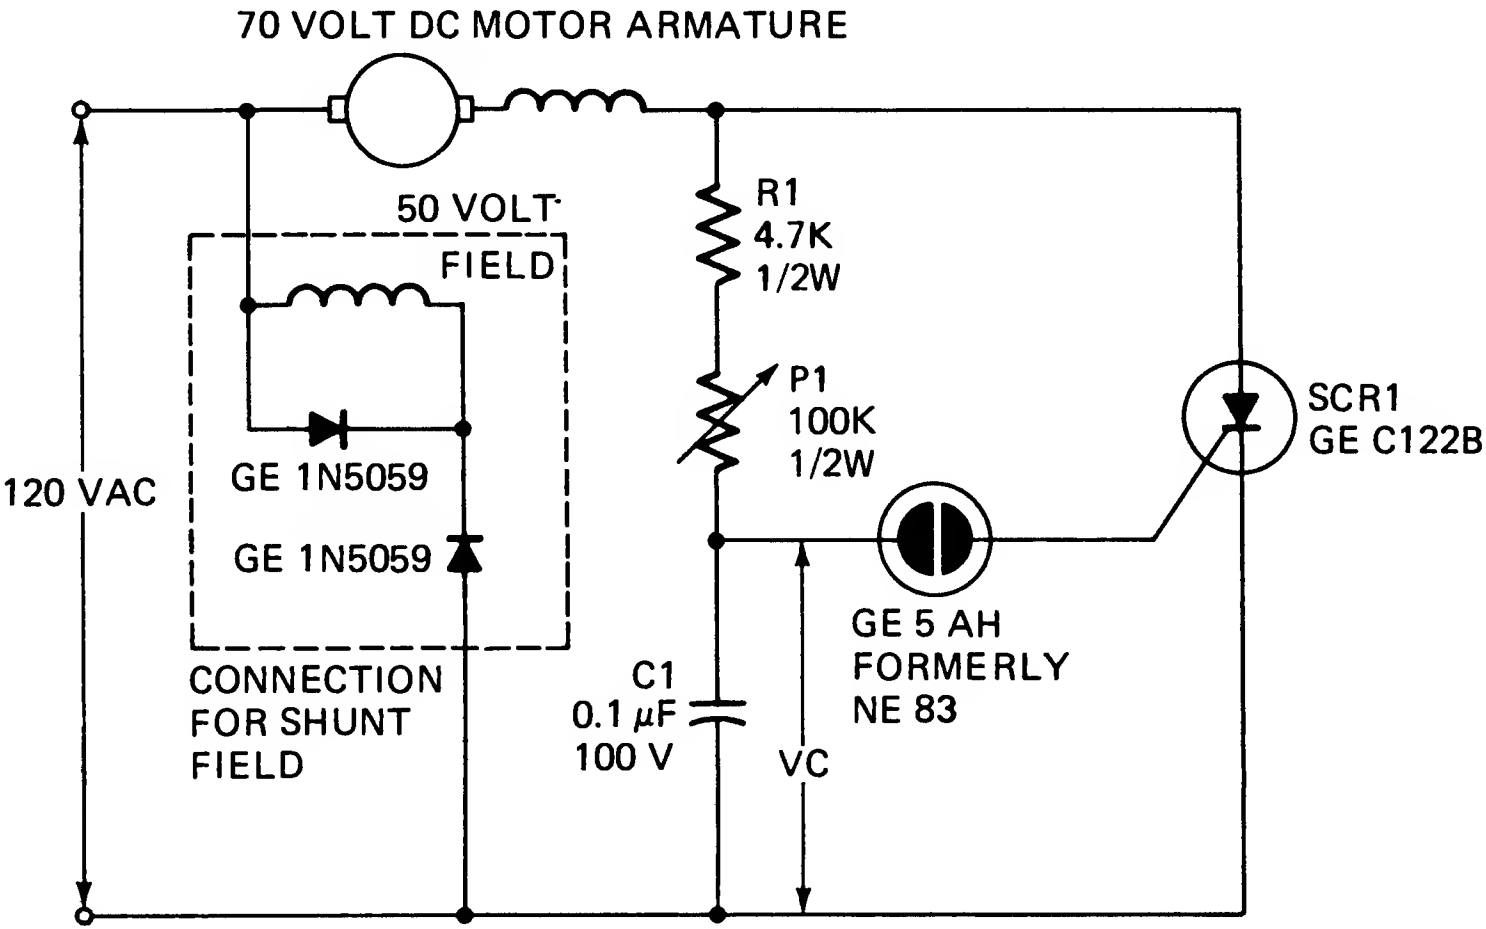 70 VOLT DC MOTOR ARMATURE
50 VOLT
FIELD
R1
4.7K
1/2W
P1
100K
1/2W
SCR1
GE C122B
GE 1N5059
120 VAC
GE 1N5059
GE 5 AH
FORMERLY
NE 83
CONNECTION
FOR SHUNT
FIELD
C1
0.1 μF
100 V
VC